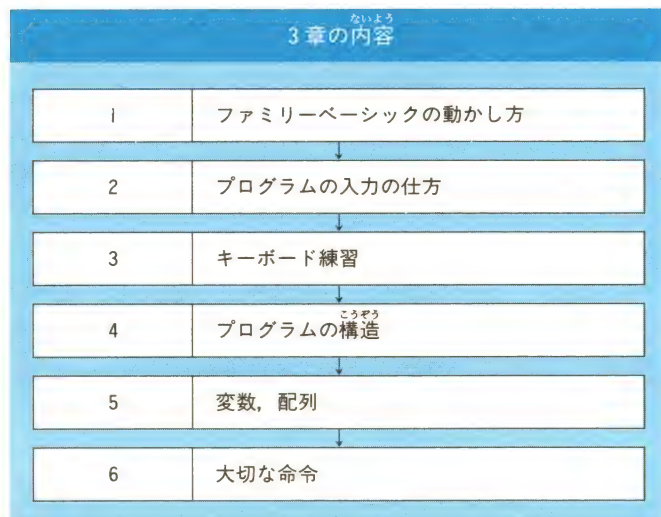 ないよう
3章の内容
1 ファミリーベーシックの動かし方
2 プログラムの入力の仕方
3 キーボード練習
こうぞう
4 プログラムの構造
5 変数，配列
6 大切な命令